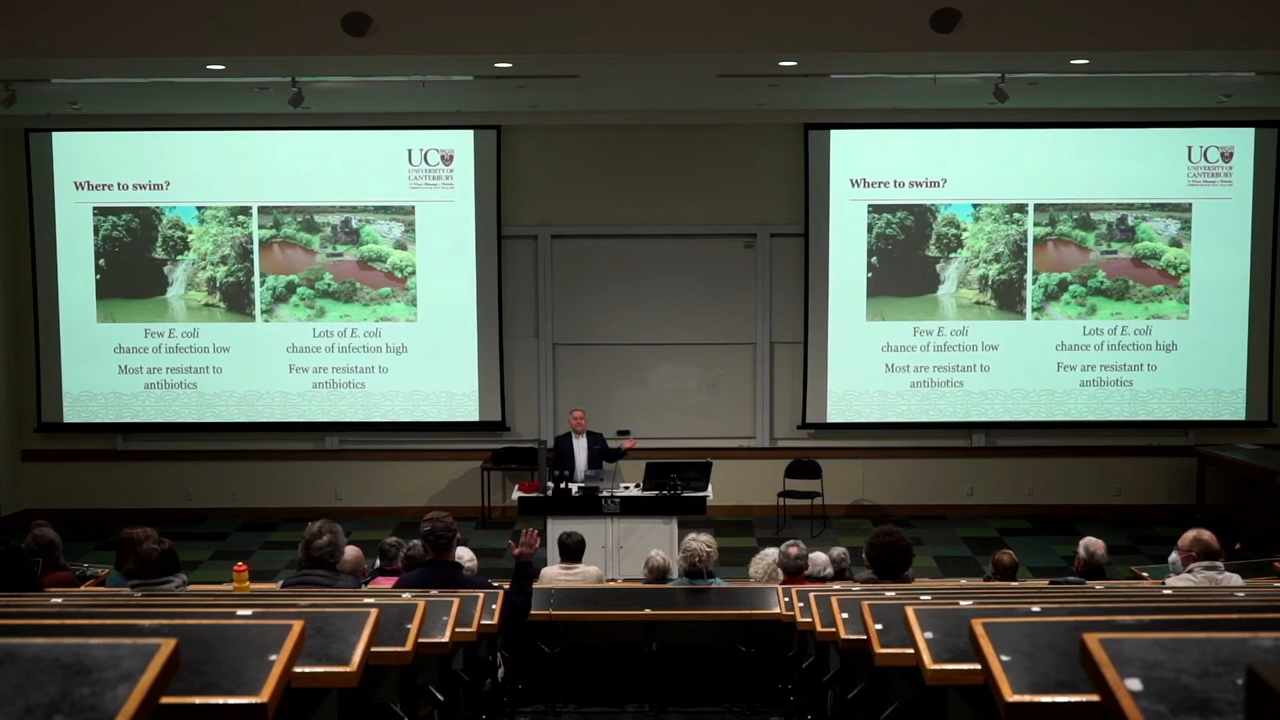 UC
UNIVERSITY OF
CANTERBURY
Where to swim?
Few E. coli
chance of infection low
Most are resistant to
antibiotics
Lots of E. coli
chance of infection high
Few are resistant to
antibiotics
UC
UNIVERSITY OF
CANTERBURY
Where to swim?
Few E. coli
chance of infection low
Most are resistant to
antibiotics
Lots of E. coli
chance of infection high
Few are resistant to
antibiotics
UC